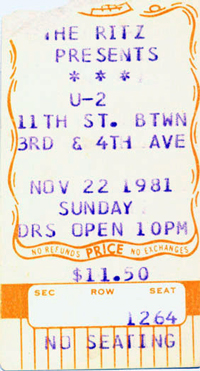 THE RITZ
PRESENTS
* * *
U-2
11TH ST. BTWN
3RD & 4TH AVE
NOV 22 1981
SUNDAY
DRS OPEN 10PM
NO REFUNDS PRICE NO EXCHANGES
$11.50
SEC ROW SEAT
1264
NO SEATING